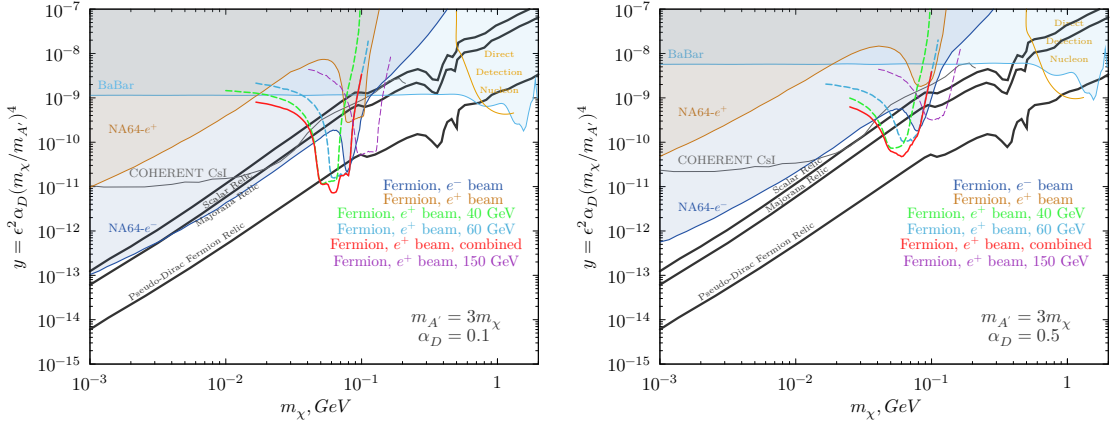 10⁻⁷
10⁻⁸
10⁻⁹
10⁻¹⁰
10⁻¹¹
10⁻¹²
10⁻¹³
10⁻¹⁴
10⁻¹⁵
y = ϵ²α_D(m_χ/m_A′)⁴
BaBar
NA64-e⁺
COHERENT CsI
NA64-e⁻
Scalar Relic
Majorana Relic
Pseudo-Dirac Fermion Relic
Direct
Detection
Nucleon
Fermion, e⁻ beam
Fermion, e⁺ beam
Fermion, e⁺ beam, 40 GeV
Fermion, e⁺ beam, 60 GeV
Fermion, e⁺ beam, combined
Fermion, e⁺ beam, 150 GeV
m_A′ = 3m_χ
α_D = 0.1
10⁻³ 10⁻² 10⁻¹ 1
m_χ, GeV
10⁻⁷
10⁻⁸
10⁻⁹
10⁻¹⁰
10⁻¹¹
10⁻¹²
10⁻¹³
10⁻¹⁴
10⁻¹⁵
y = ϵ²α_D(m_χ/m_A′)⁴
BaBar
NA64-e⁺
COHERENT CsI
NA64-e⁻
Scalar Relic
Majorana Relic
Pseudo-Dirac Fermion Relic
Direct
Detection
Nucleon
Fermion, e⁻ beam
Fermion, e⁺ beam
Fermion, e⁺ beam, 40 GeV
Fermion, e⁺ beam, 60 GeV
Fermion, e⁺ beam, combined
Fermion, e⁺ beam, 150 GeV
m_A′ = 3m_χ
α_D = 0.5
10⁻³ 10⁻² 10⁻¹ 1
m_χ, GeV